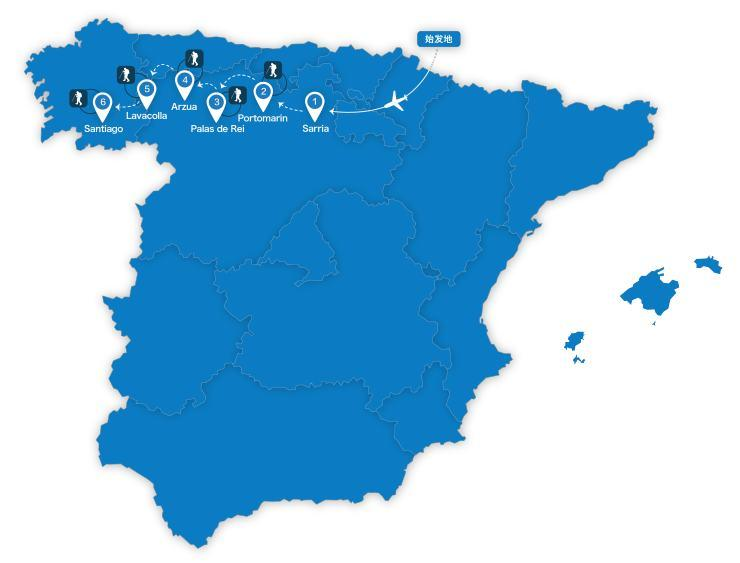 始发地
1
2
3
4
5
6
Sarria
Portomarin
Palas de Rei
Arzua
Lavacolla
Santiago